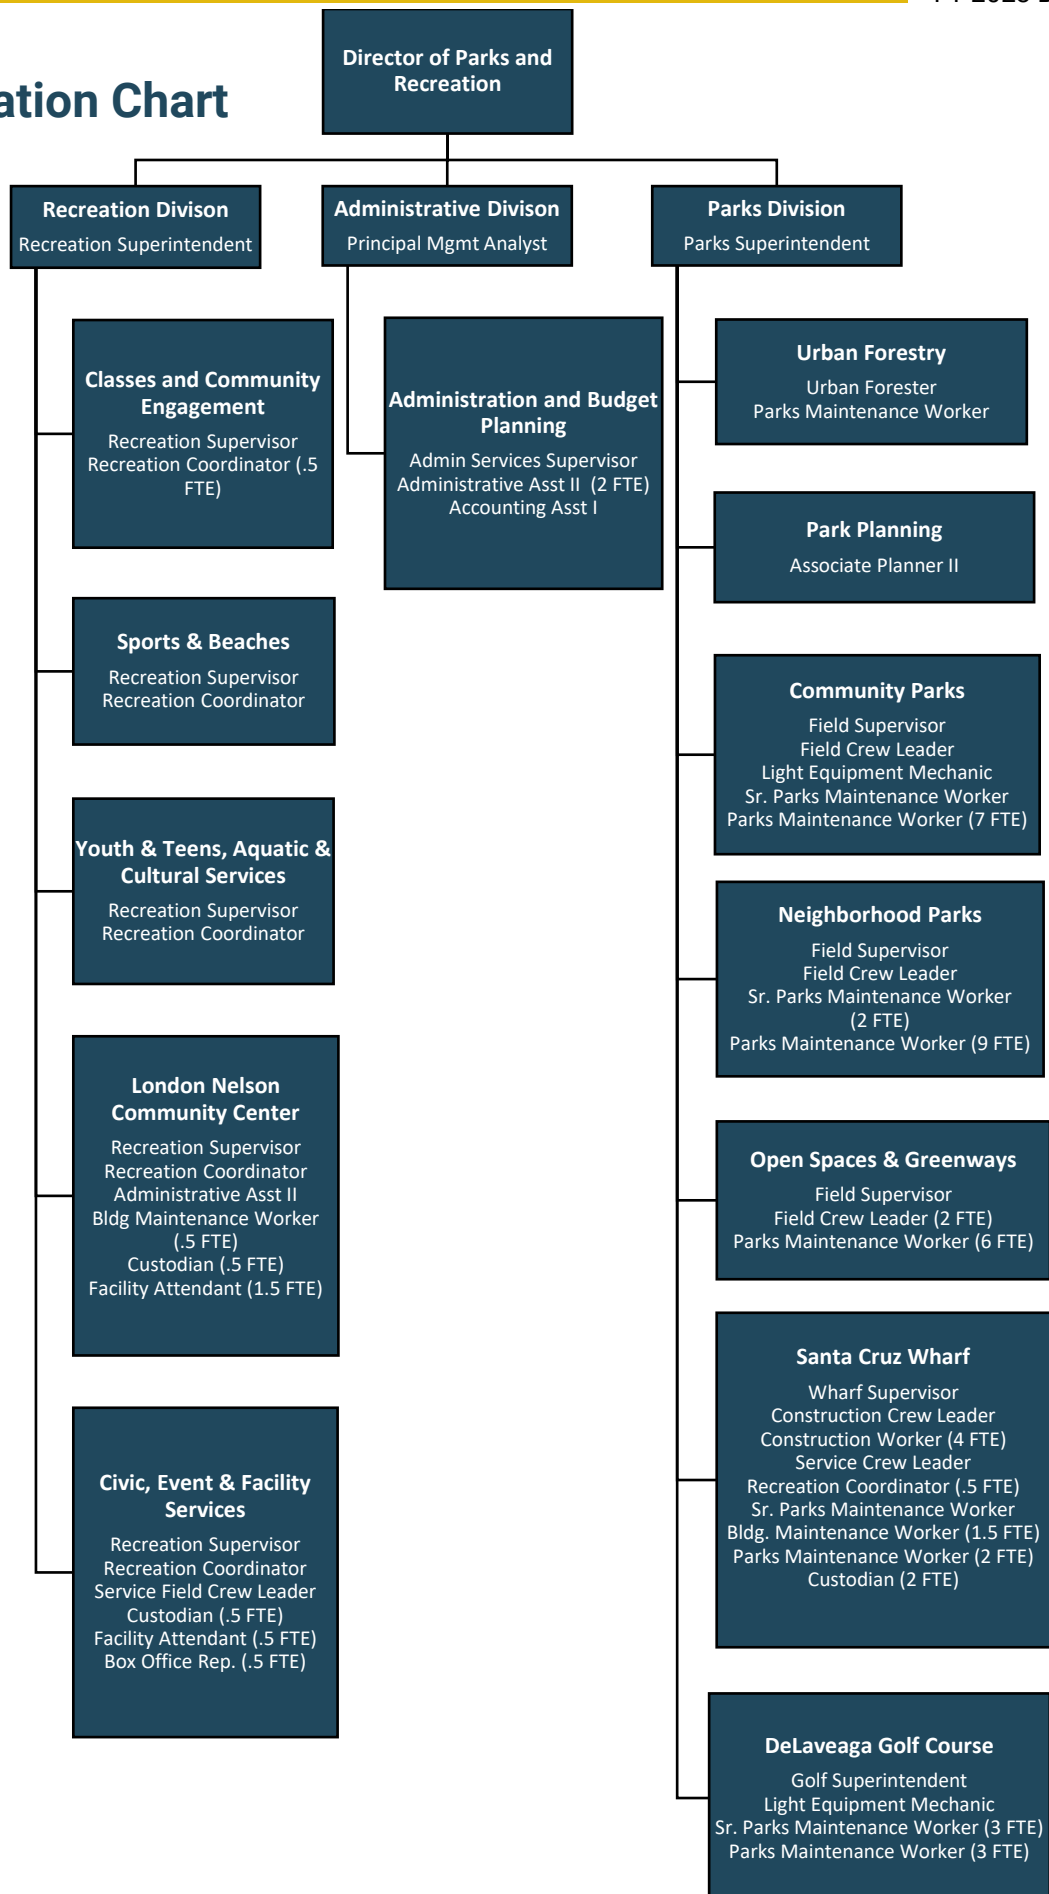 Director of Parks and
Recreation
ation Chart
Recreation Divison
Recreation Superintendent
Administrative Divison
Principal Mgmt Analyst
Parks Division
Parks Superintendent
Classes and Community
Engagement
Recreation Supervisor
Recreation Coordinator (.5
FTE)
Sports & Beaches
Recreation Supervisor
Recreation Coordinator
Youth & Teens, Aquatic &
Cultural Services
Recreation Supervisor
Recreation Coordinator
London Nelson
Community Center
Recreation Supervisor
Recreation Coordinator
Administrative Asst II
Bldg Maintenance Worker
(.5 FTE)
Custodian (.5 FTE)
Facility Attendant (1.5 FTE)
Civic, Event & Facility
Services
Recreation Supervisor
Recreation Coordinator
Service Field Crew Leader
Custodian (.5 FTE)
Facility Attendant (.5 FTE)
Box Office Rep. (.5 FTE)
Administration and Budget
Planning
Admin Services Supervisor
Administrative Asst II (2 FTE)
Accounting Asst I
Urban Forestry
Urban Forester
Parks Maintenance Worker
Park Planning
Associate Planner II
Community Parks
Field Supervisor
Field Crew Leader
Light Equipment Mechanic
Sr. Parks Maintenance Worker
Parks Maintenance Worker (7 FTE)
Neighborhood Parks
Field Supervisor
Field Crew Leader
Sr. Parks Maintenance Worker
(2 FTE)
Parks Maintenance Worker (9 FTE)
Open Spaces & Greenways
Field Supervisor
Field Crew Leader (2 FTE)
Parks Maintenance Worker (6 FTE)
Santa Cruz Wharf
Wharf Supervisor
Construction Crew Leader
Construction Worker (4 FTE)
Service Crew Leader
Recreation Coordinator (.5 FTE)
Sr. Parks Maintenance Worker
Bldg. Maintenance Worker (1.5 FTE)
Parks Maintenance Worker (2 FTE)
Custodian (2 FTE)
DeLaveaga Golf Course
Golf Superintendent
Light Equipment Mechanic
Sr. Parks Maintenance Worker (3 FTE)
Parks Maintenance Worker (3 FTE)